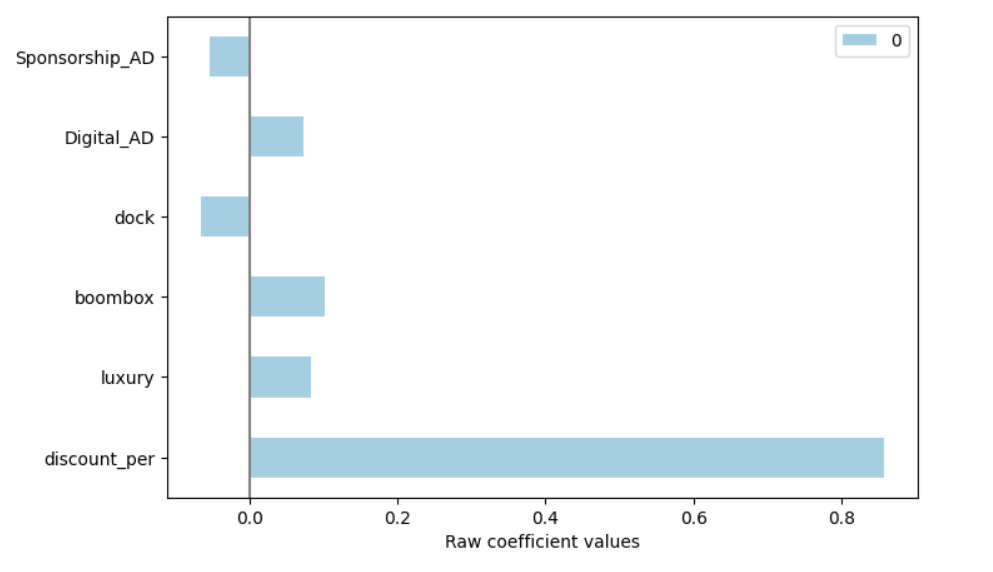 0
Sponsorship_AD
Digital_AD
dock
boombox
luxury
discount_per
0.0 0.2 0.4 0.6 0.8
Raw coefficient values